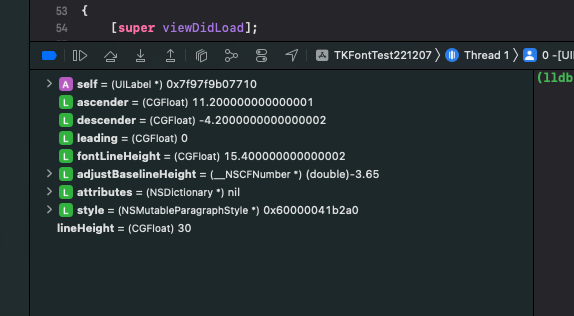 53 {
54 [super viewDidLoad];
TKFontTest221207 〉 Thread 1 〉 0 -[UI
A self = (UILabel *) 0x7f97f9b07710
L ascender = (CGFloat) 11.200000000000001
L descender = (CGFloat) -4.2000000000000002
L leading = (CGFloat) 0
L fontLineHeight = (CGFloat) 15.400000000000002
L adjustBaselineHeight = (__NSCFNumber *) (double)-3.65
L attributes = (NSDictionary *) nil
L style = (NSMutableParagraphStyle *) 0x60000041b2a0
lineHeight = (CGFloat) 30
(lldb